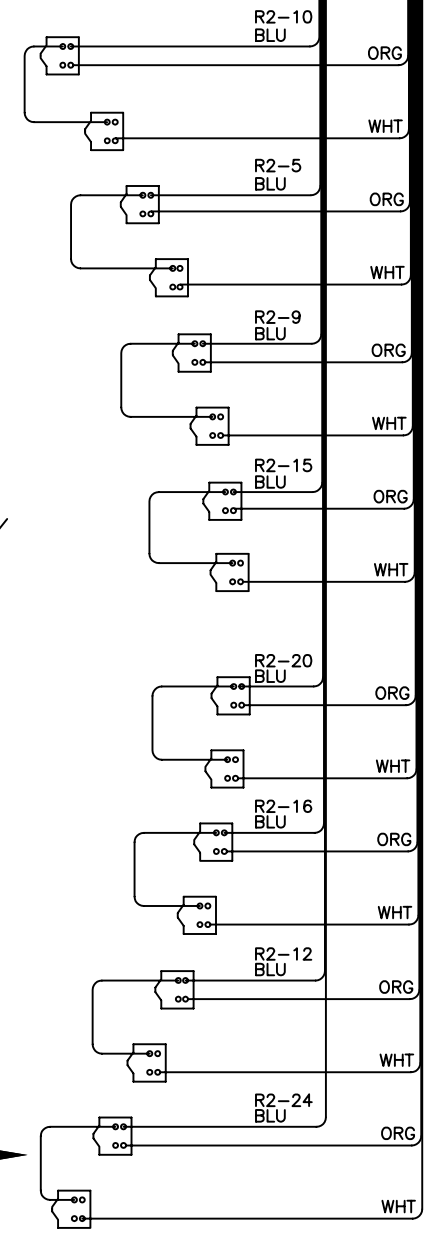 R2-10
BLU
ORG
WHT
R2-5
BLU
ORG
WHT
R2-9
BLU
ORG
WHT
R2-15
BLU
ORG
WHT
R2-20
BLU
ORG
WHT
R2-16
BLU
ORG
WHT
R2-12
BLU
ORG
WHT
R2-24
BLU
ORG
WHT